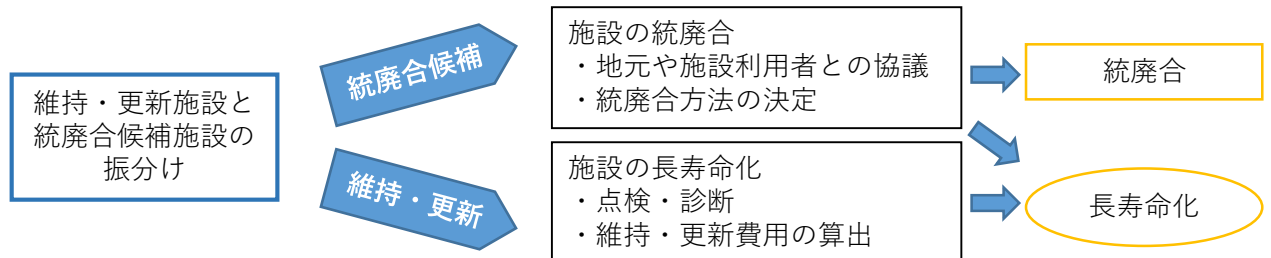 維持・更新施設と
統廃合候補施設の
振分け
統廃合候補
維持・更新
施設の統廃合
・地元や施設利用者との協議
・統廃合方法の決定
施設の長寿命化
・点検・診断
・維持・更新費用の算出
統廃合
長寿命化